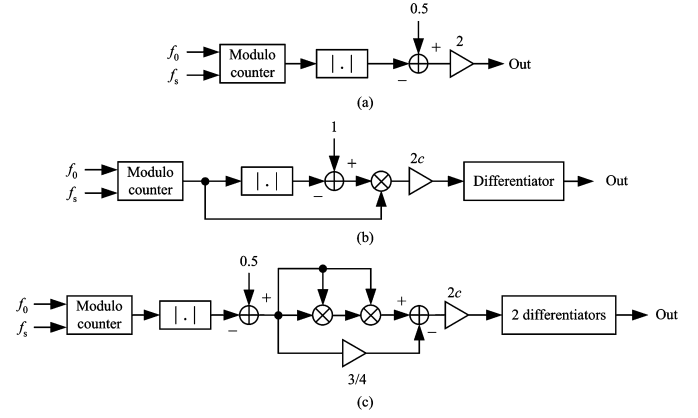 0.5
f₀
fₛ
Modulo
counter
|.|
+
−
2
Out
(a)
1
f₀
fₛ
Modulo
counter
|.|
+
−
2c
Differentiator
Out
(b)
0.5
f₀
fₛ
Modulo
counter
|.|
+
−
+
−
2c
2 differentiators
Out
3/4
(c)